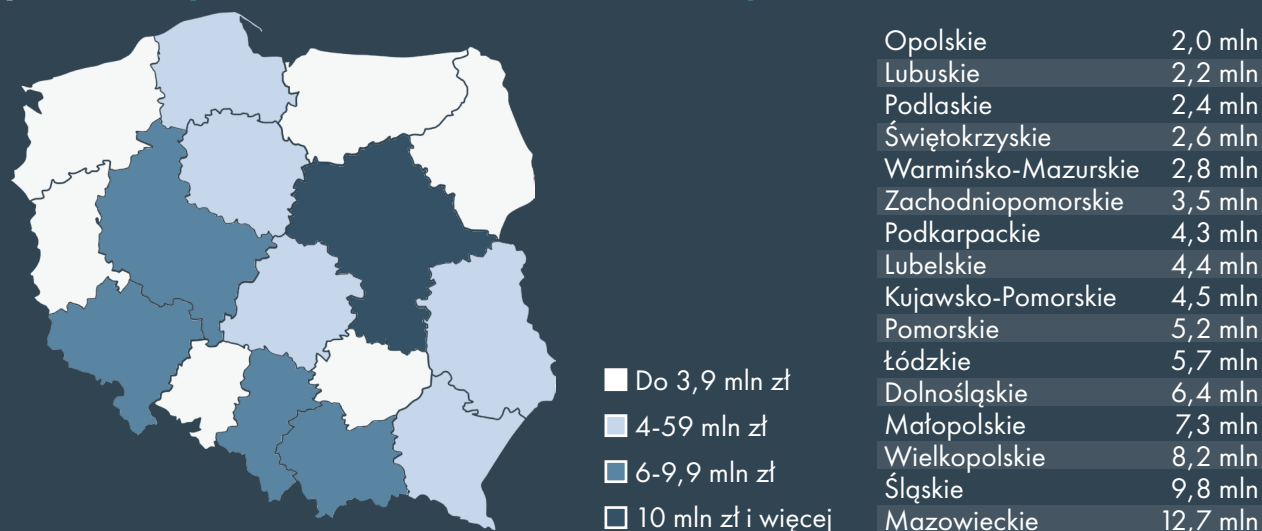 Do 3,9 mln zł
4-59 mln zł
6-9,9 mln zł
10 mln zł i więcej
Opolskie 2,0 mln
Lubuskie 2,2 mln
Podlaskie 2,4 mln
Świętokrzyskie 2,6 mln
Warmińsko-Mazurskie 2,8 mln
Zachodniopomorskie 3,5 mln
Podkarpackie 4,3 mln
Lubelskie 4,4 mln
Kujawsko-Pomorskie 4,5 mln
Pomorskie 5,2 mln
Łódzkie 5,7 mln
Dolnośląskie 6,4 mln
Małopolskie 7,3 mln
Wielkopolskie 8,2 mln
Śląskie 9,8 mln
Mazowieckie 12,7 mln